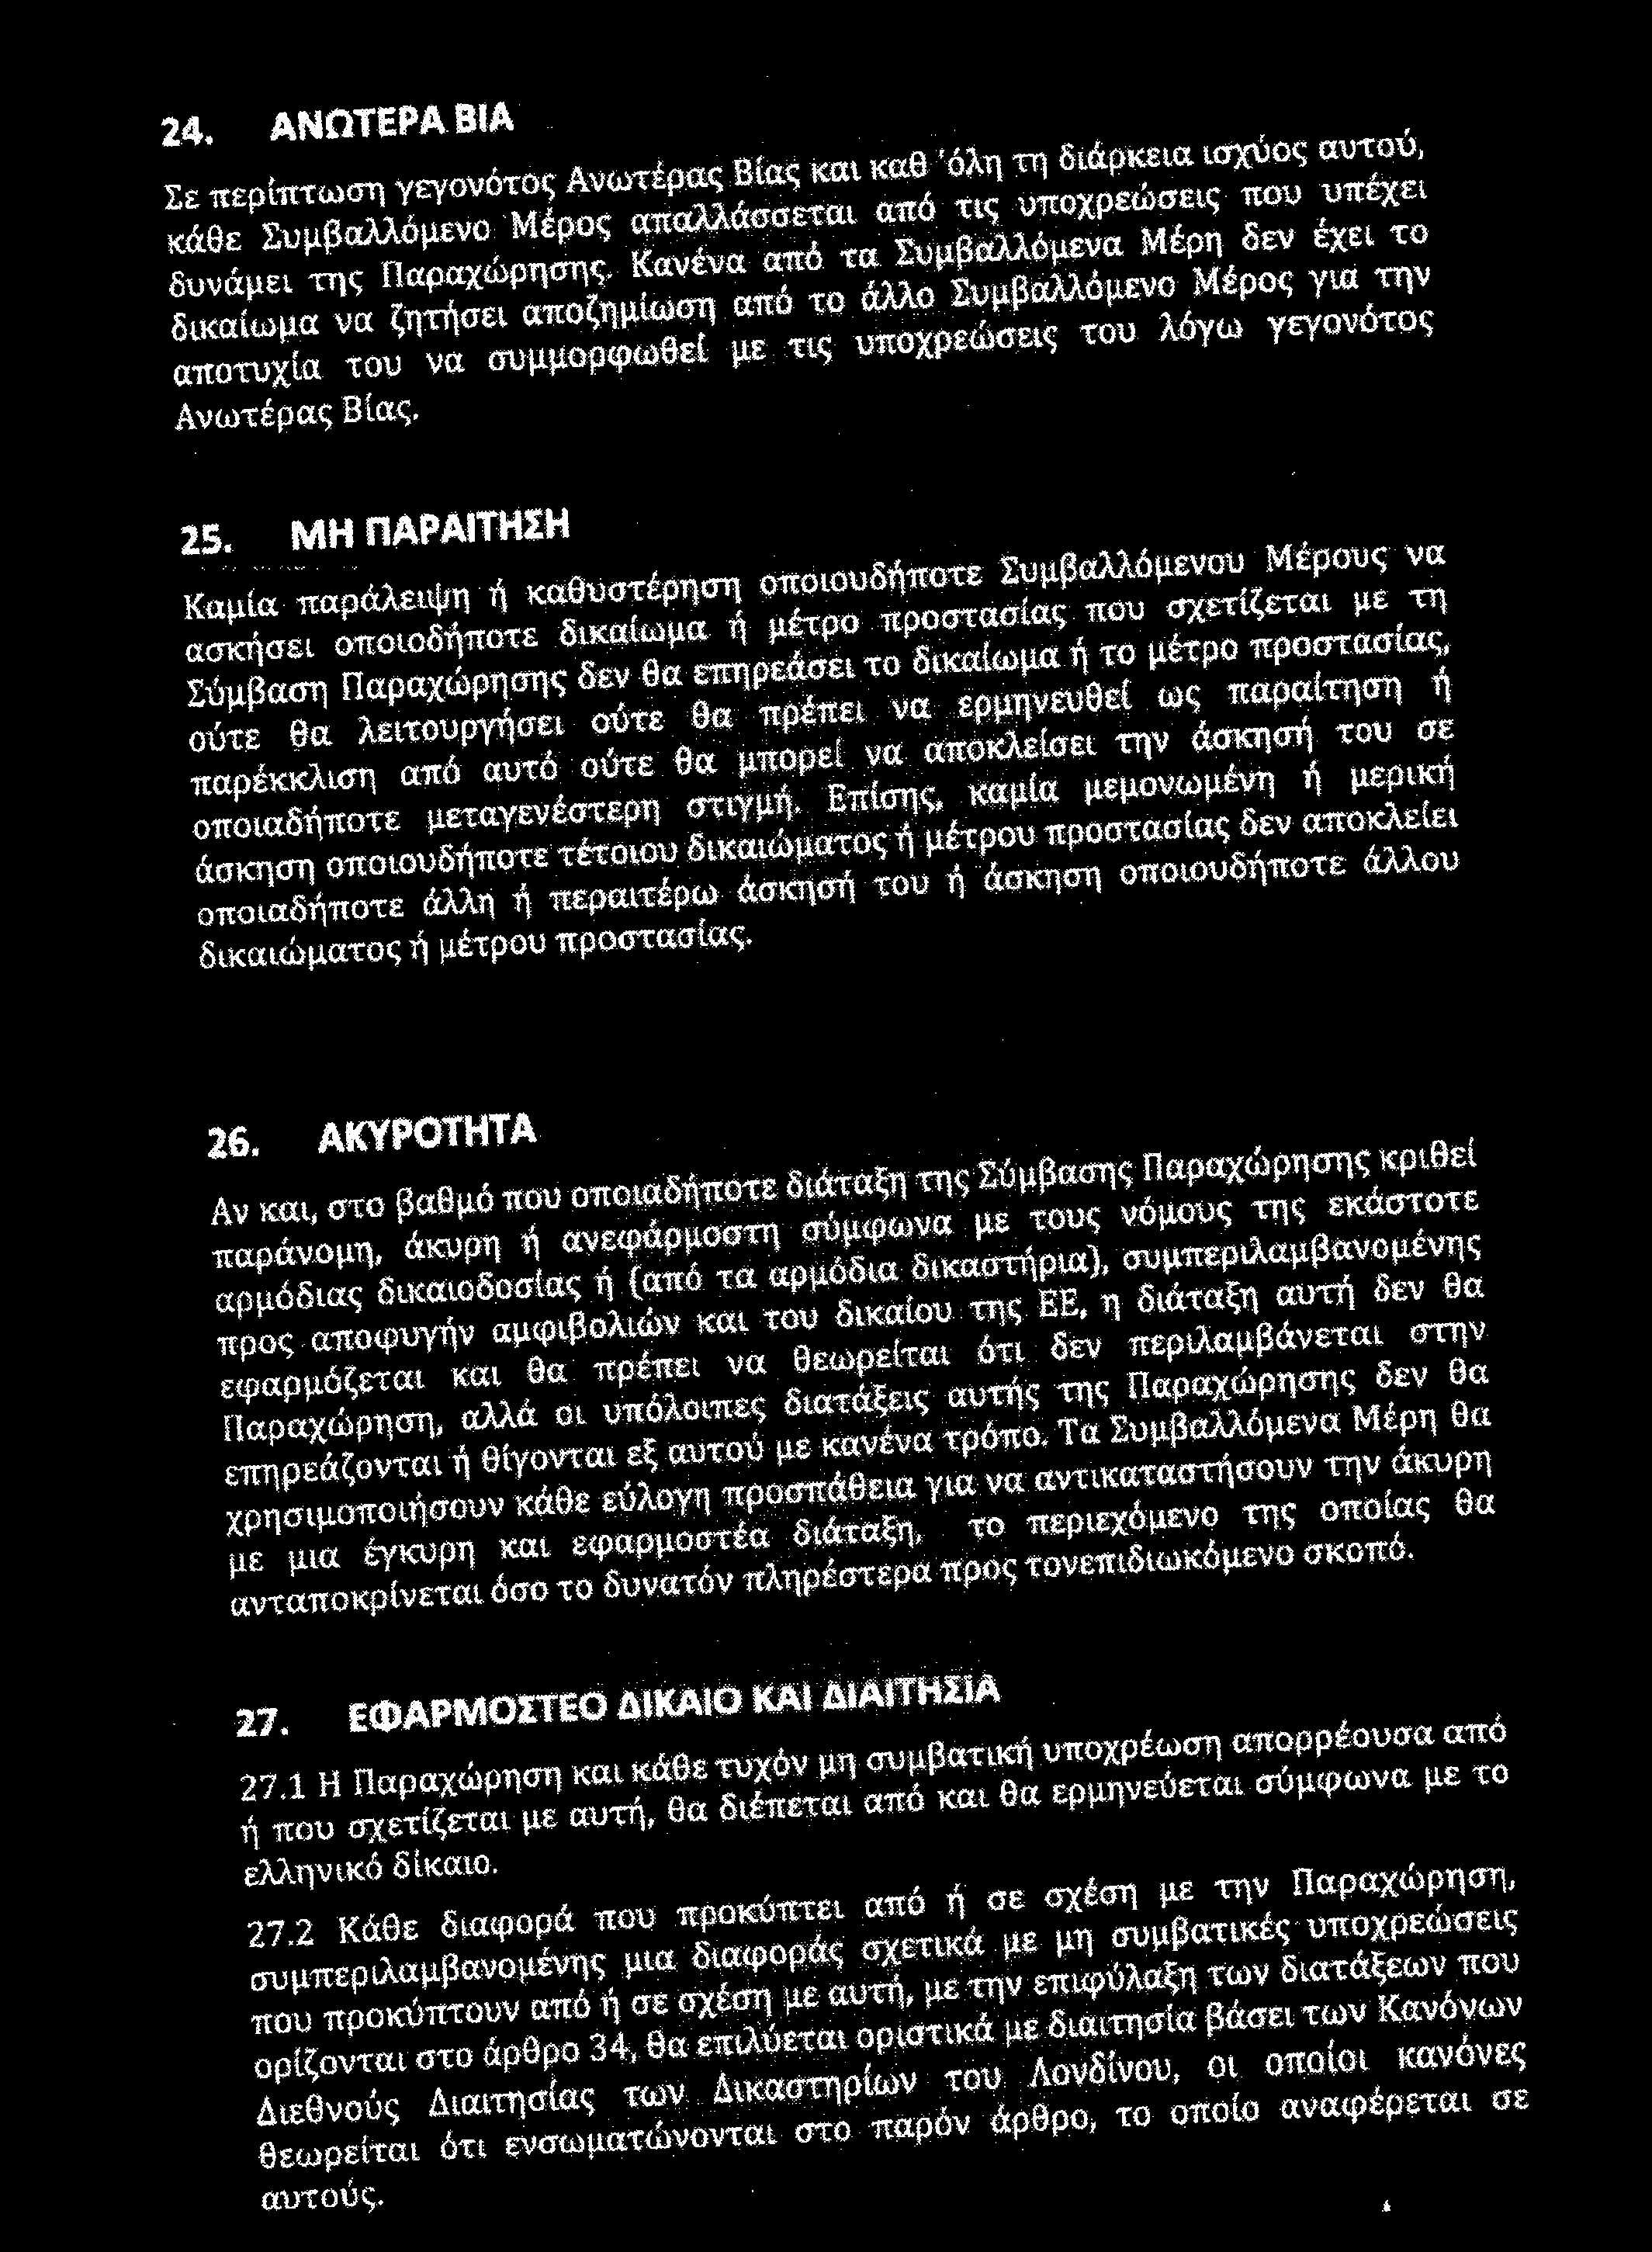 24. ΑΝΩΤΕΡΑ ΒΙΑ
Σε περίπτωση γεγονότος Ανωτέρας Βίας και καθ 'όλη τη διάρκεια ισχύος αυτού,
κάθε Συμβαλλόμενο Μέρος απαλλάσσεται από τις υποχρεώσεις που υπέχει
δυνάμει της Παραχώρησης. Κανένα από τα Συμβαλλόμενα Μέρη δεν έχει το
δικαίωμα να ζητήσει αποζημίωση από το άλλο Συμβαλλόμενο Μέρος για την
αποτυχία του να συμμορφωθεί με τις υποχρεώσεις του λόγω γεγονότος
Ανωτέρας Βίας.
25. ΜΗ ΠΑΡΑΙΤΗΣΗ
Καμία παράλειψη ή καθυστέρηση οποιουδήποτε Συμβαλλόμενου Μέρους να
ασκήσει οποιοδήποτε δικαίωμα ή μέτρο προστασίας που σχετίζεται με τη
Σύμβαση Παραχώρησης δεν θα επηρεάσει το δικαίωμα ή το μέτρο προστασίας,
ούτε θα λειτουργήσει ούτε θα πρέπει να ερμηνευθεί ως παραίτηση ή
παρέκκλιση από αυτό ούτε θα μπορεί να αποκλείσει την άσκησή του σε
οποιαδήποτε μεταγενέστερη στιγμή. Επίσης, καμία μεμονωμένη ή μερική
άσκηση οποιουδήποτε τέτοιου δικαιώματος ή μέτρου προστασίας δεν αποκλείει
οποιαδήποτε άλλη ή περαιτέρω άσκησή του ή άσκηση οποιουδήποτε άλλου
δικαιώματος ή μέτρου προστασίας.
26. ΑΚΥΡΟΤΗΤΑ
Αν και, στο βαθμό που οποιαδήποτε διάταξη της Σύμβασης Παραχώρησης κριθεί
παράνομη, άκυρη ή ανεφάρμοστη σύμφωνα με τους νόμους της εκάστοτε
αρμόδιας δικαιοδοσίας ή (από τα αρμόδια δικαστήρια), συμπεριλαμβανομένης
προς αποφυγήν αμφιβολιών και του δικαίου της ΕΕ, η διάταξη αυτή δεν θα
εφαρμόζεται και θα πρέπει να θεωρείται ότι δεν περιλαμβάνεται στην
Παραχώρηση, αλλά οι υπόλοιπες διατάξεις αυτής της Παραχώρησης δεν θα
επηρεάζονται ή θίγονται εξ αυτού με κανένα τρόπο. Τα Συμβαλλόμενα Μέρη θα
χρησιμοποιήσουν κάθε εύλογη προσπάθεια για να αντικαταστήσουν την άκυρη
με μια έγκυρη και εφαρμοστέα διάταξη, το περιεχόμενο της οποίας θα
ανταποκρίνεται όσο το δυνατόν πληρέστερα προς τονεπιδιωκόμενο σκοπό.
27. ΕΦΑΡΜΟΣΤΕΟ ΔΙΚΑΙΟ ΚΑΙ ΔΙΑΙΤΗΣΙΑ
27.1 Η Παραχώρηση και κάθε τυχόν μη συμβατική υποχρέωση απορρέουσα από
ή που σχετίζεται με αυτή, θα διέπεται από και θα ερμηνεύεται σύμφωνα με το
ελληνικό δίκαιο.
27.2 Κάθε διαφορά που προκύπτει από ή σε σχέση με την Παραχώρηση,
συμπεριλαμβανομένης μια διαφοράς σχετικά με μη συμβατικές υποχρεώσεις
που προκύπτουν από ή σε σχέση με αυτή, με την επιφύλαξη των διατάξεων που
ορίζονται στο άρθρο 34, θα επιλύεται οριστικά με διαιτησία βάσει των Κανόνων
Διεθνούς Διαιτησίας των Δικαστηρίων του Λονδίνου, οι οποίοι κανόνες
θεωρείται ότι ενσωματώνονται στο παρόν άρθρο, το οποίο αναφέρεται σε
αυτούς.